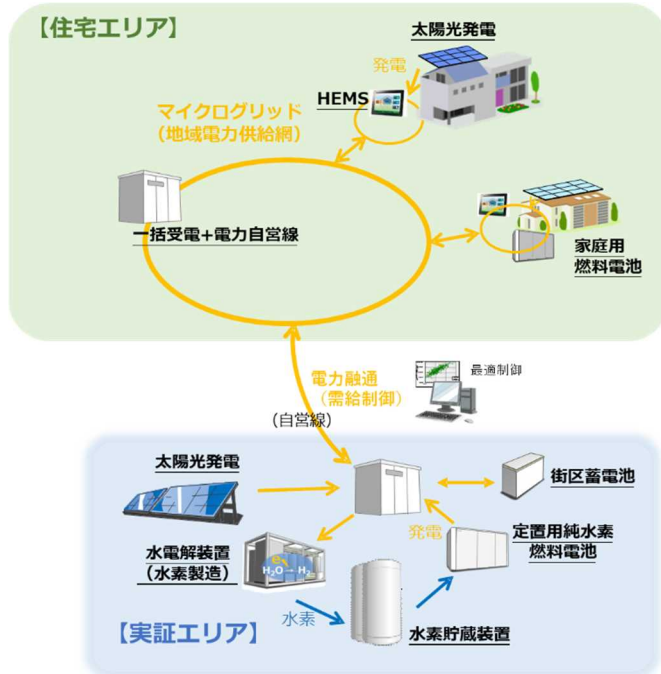 【住宅エリア】
太陽光発電
発電
HEMS
マイクログリッド
（地域電力供給網）
一括受電+電力自営線
家庭用
燃料電池
電力融通
（需給制御）
(自営線)
最適制御
太陽光発電
街区蓄電池
発電
定置用純水素
燃料電池
水電解装置
（水素製造）
e
H₂O→H₂
水素
水素貯蔵装置
【実証エリア】